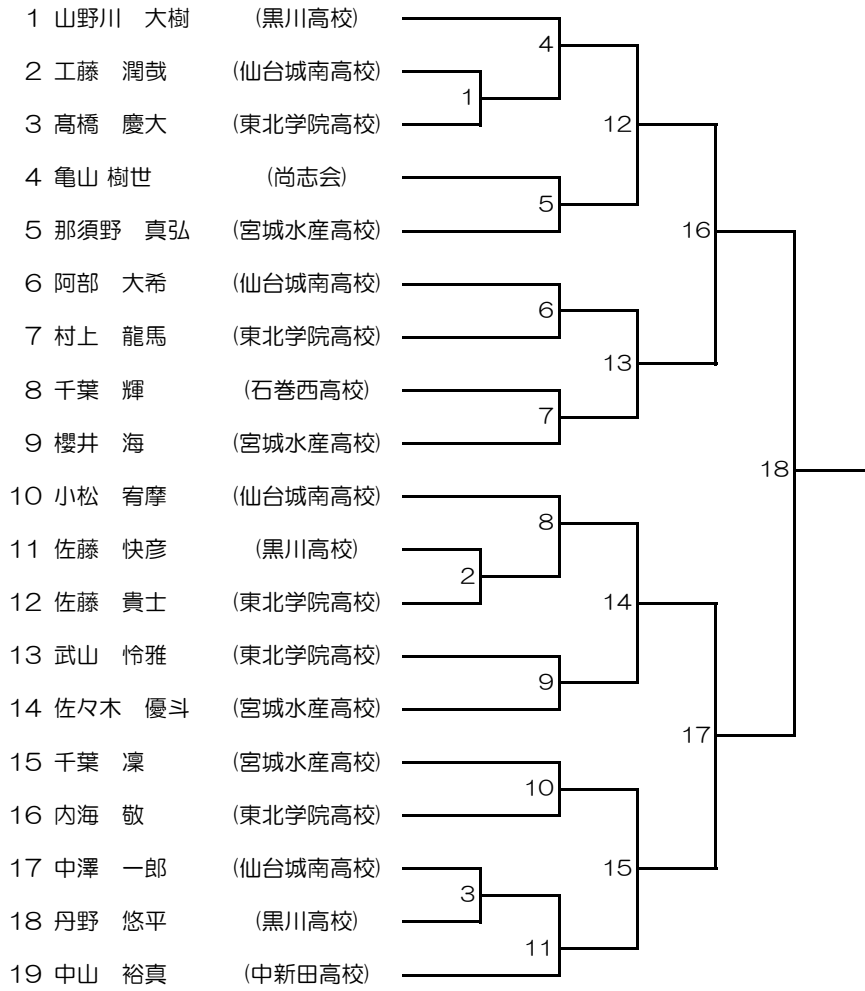 1 山野川 大樹 (黒川高校)
2 工藤 潤哉 (仙台城南高校)
3 髙橋 慶大 (東北学院高校)
4 亀山 樹世 (尚志会)
5 那須野 真弘 (宮城水産高校)
6 阿部 大希 (仙台城南高校)
7 村上 龍馬 (東北学院高校)
8 千葉 輝 (石巻西高校)
9 櫻井 海 (宮城水産高校)
10 小松 宥摩 (仙台城南高校)
11 佐藤 快彦 (黒川高校)
12 佐藤 貴士 (東北学院高校)
13 武山 怜雅 (東北学院高校)
14 佐々木 優斗 (宮城水産高校)
15 千葉 凜 (宮城水産高校)
16 内海 敬 (東北学院高校)
17 中澤 一郎 (仙台城南高校)
18 丹野 悠平 (黒川高校)
19 中山 裕真 (中新田高校)
1
2
3
4
5
6
7
8
9
10
11
12
13
14
15
16
17
18